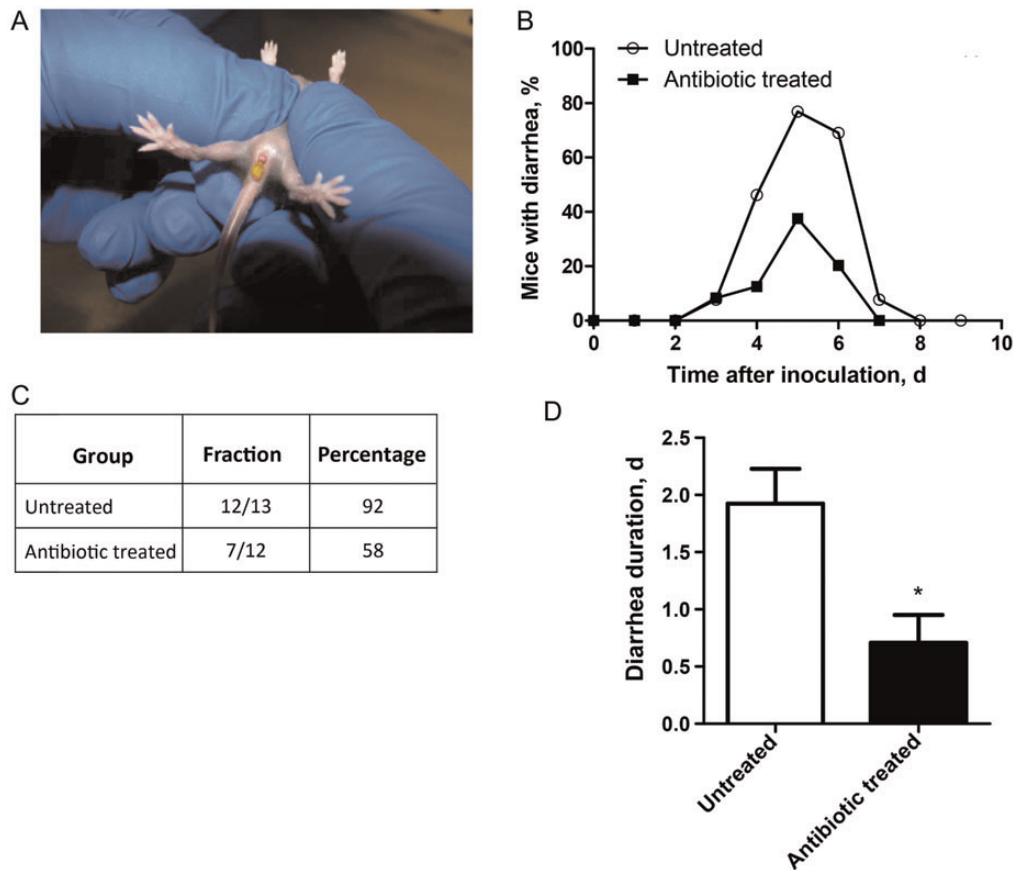 A
B
Untreated
Antibiotic treated
100
80
60
40
20
0
Mice with diarrhea, %
0 2 4 6 8 10
Time after inoculation, d
C
Group Fraction Percentage
Untreated 12/13 92
Antibiotic treated 7/12 58
D
2.5
2.0
1.5
1.0
0.5
0.0
Diarrhea duration, d
*
Untreated
Antibiotic treated